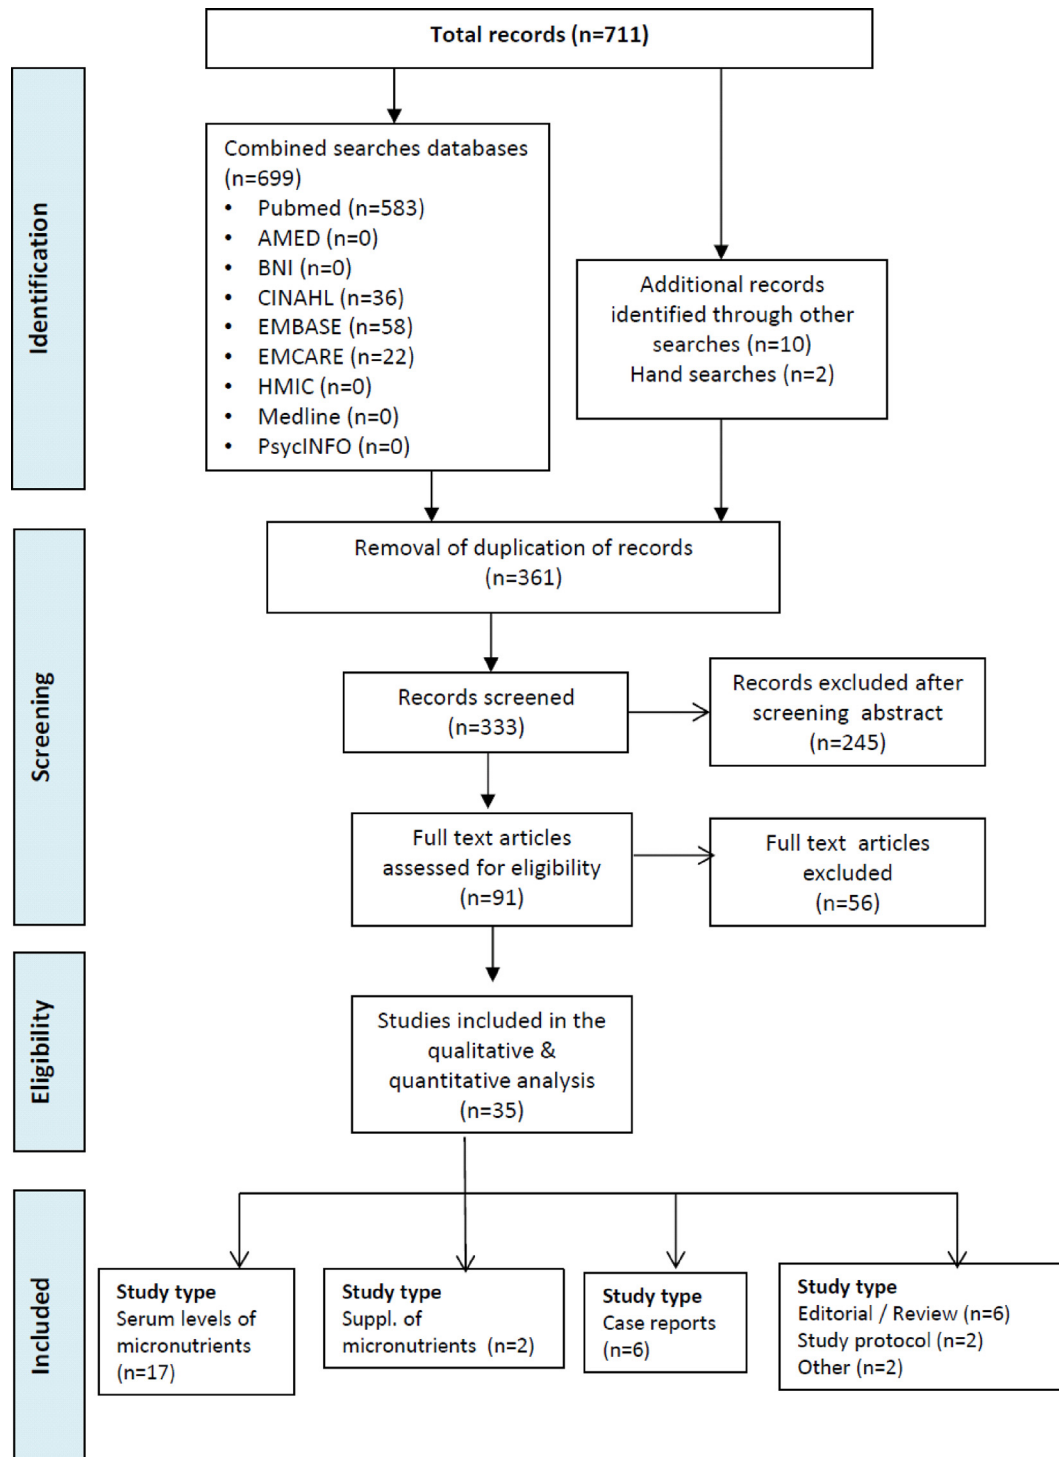 Total records (n=711)
Identification
Combined searches databases
(n=699)
• Pubmed (n=583)
• AMED (n=0)
• BNI (n=0)
• CINAHL (n=36)
• EMBASE (n=58)
• EMCARE (n=22)
• HMIC (n=0)
• Medline (n=0)
• PsycINFO (n=0)
Additional records
identified through other
searches (n=10)
Hand searches (n=2)
Screening
Removal of duplication of records
(n=361)
Records screened
(n=333)
Records excluded after
screening abstract
(n=245)
Full text articles
assessed for eligibility
(n=91)
Full text articles
excluded
(n=56)
Eligibility
Studies included in the
qualitative &
quantitative analysis
(n=35)
Included
Study type
Serum levels of
micronutrients
(n=17)
Study type
Suppl. of
micronutrients (n=2)
Study type
Case reports
(n=6)
Study type
Editorial / Review (n=6)
Study protocol (n=2)
Other (n=2)